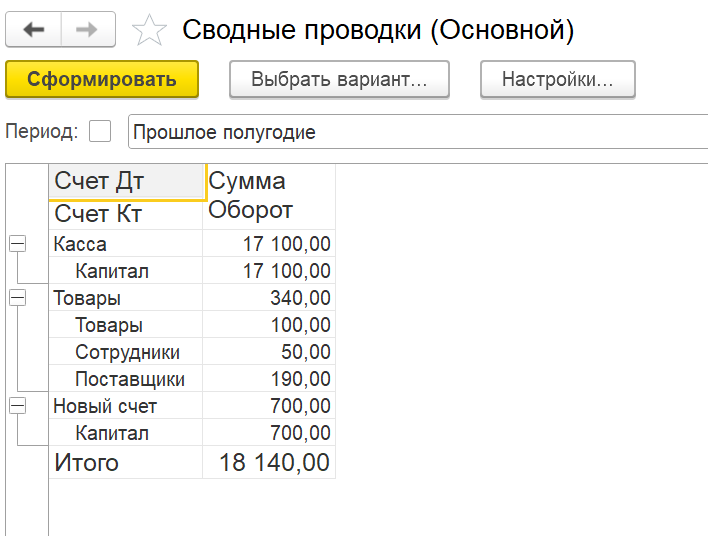 Сводные проводки (Основной)
Сформировать Выбрать вариант... Настройки...
Период: Прошлое полугодие
Счет Дт Сумма
Счет Кт Оборот
Касса 17 100,00
Капитал 17 100,00
Товары 340,00
Товары 100,00
Сотрудники 50,00
Поставщики 190,00
Новый счет 700,00
Капитал 700,00
Итого 18 140,00